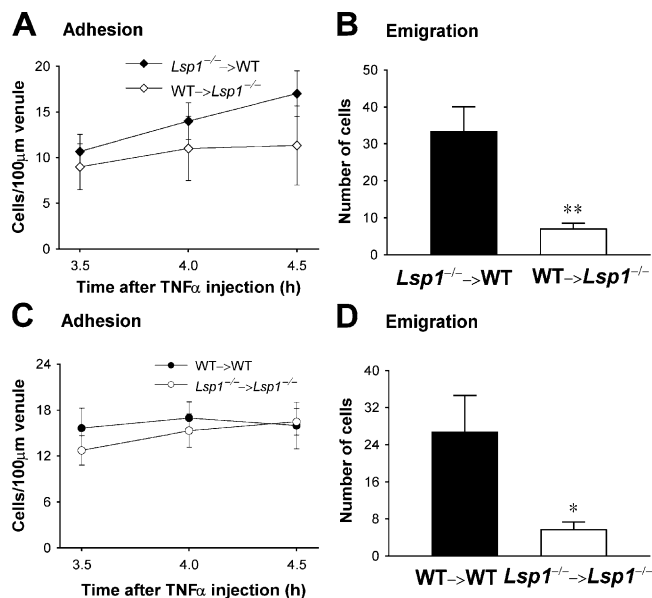 A Adhesion
Lsp1⁻/⁻–>WT
WT–>Lsp1⁻/⁻
20
15
10
5
0
Cells/100μm venule
3.5 4.0 4.5
Time after TNFα injection (h)
B Emigration
50
40
30
20
10
0
Number of cells
**
Lsp1⁻/⁻–>WT WT–>Lsp1⁻/⁻
C Adhesion
WT–>WT
Lsp1⁻/⁻–>Lsp1⁻/⁻
24
18
12
6
0
Cells/100μm venule
3.5 4.0 4.5
Time after TNFα injection (h)
D Emigration
40
32
24
16
8
0
Number of cells
*
WT–>WT Lsp1⁻/⁻–>Lsp1⁻/⁻